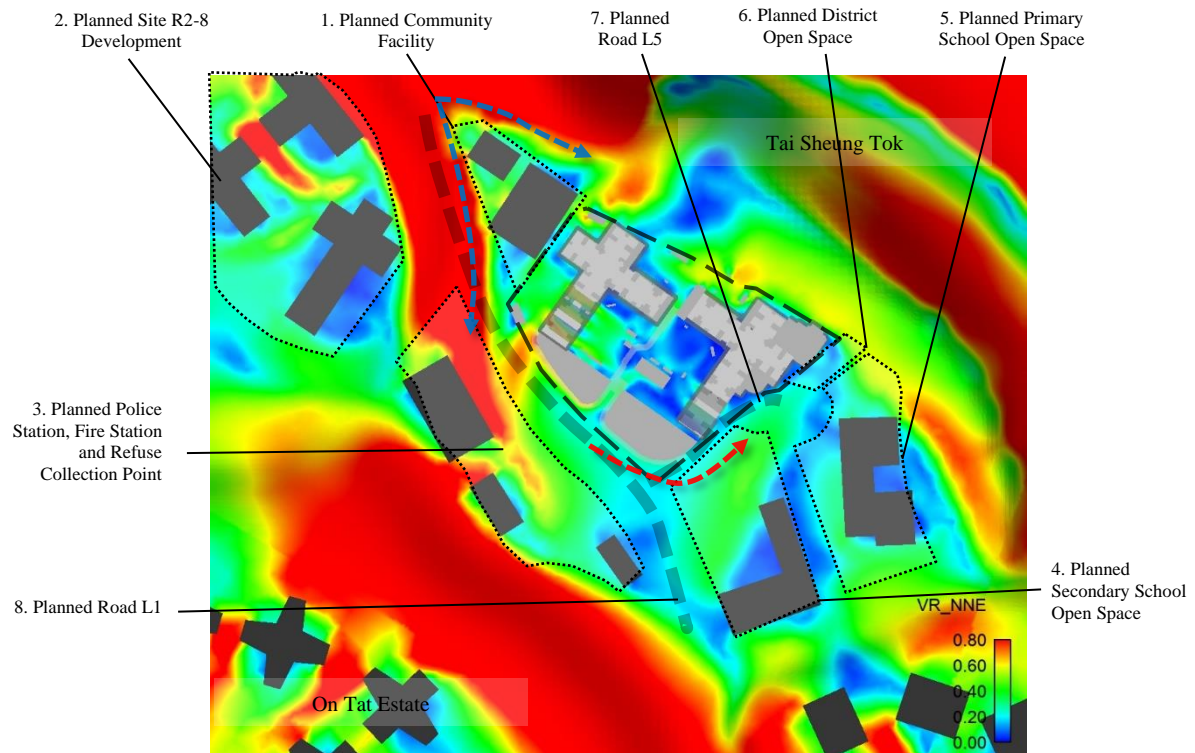 2. Planned Site R2-8
Development
1. Planned Community
Facility
7. Planned
Road L5
6. Planned District
Open Space
5. Planned Primary
School Open Space
Tai Sheung Tok
3. Planned Police
Station, Fire Station
and Refuse
Collection Point
4. Planned
Secondary School
Open Space
8. Planned Road L1
VR_NNE
0.80
0.60
0.40
0.20
0.00
On Tat Estate